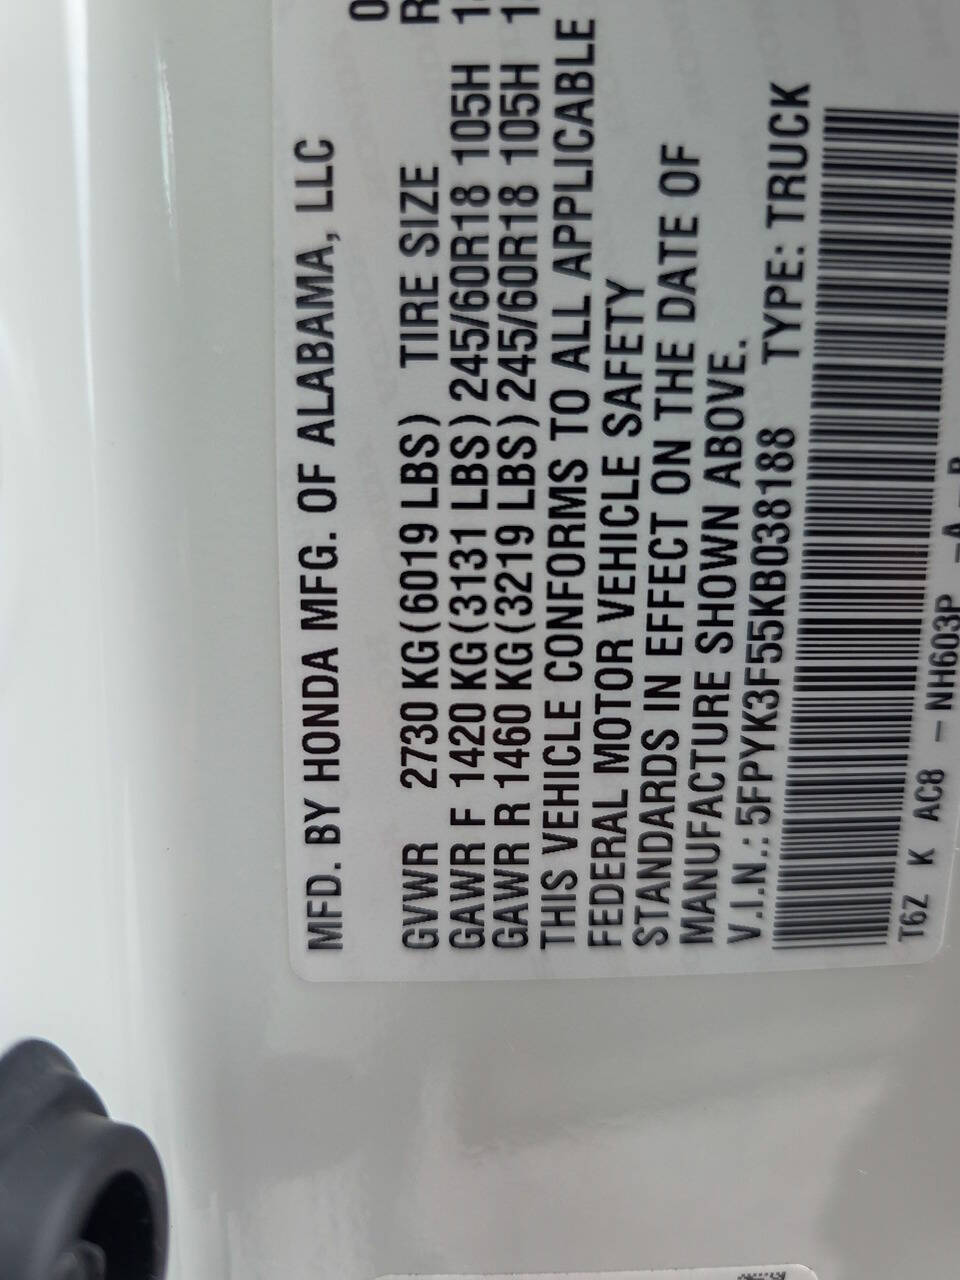 MFD. BY HONDA MFG. OF ALABAMA, LLC
GVWR 2730 KG(6019 LBS) TIRE SIZE
GAWR F 1420 KG(3131 LBS) 245/60R18 105H
GAWR R 1460 KG(3219 LBS) 245/60R18 105H
THIS VEHICLE CONFORMS TO ALL APPLICABLE
FEDERAL MOTOR VEHICLE SAFETY
STANDARDS IN EFFECT ON THE DATE OF
MANUFACTURE SHOWN ABOVE.
V.I.N.: 5FPYK3F55KB038188 TYPE: TRUCK
T6Z K AC8 – NH603P